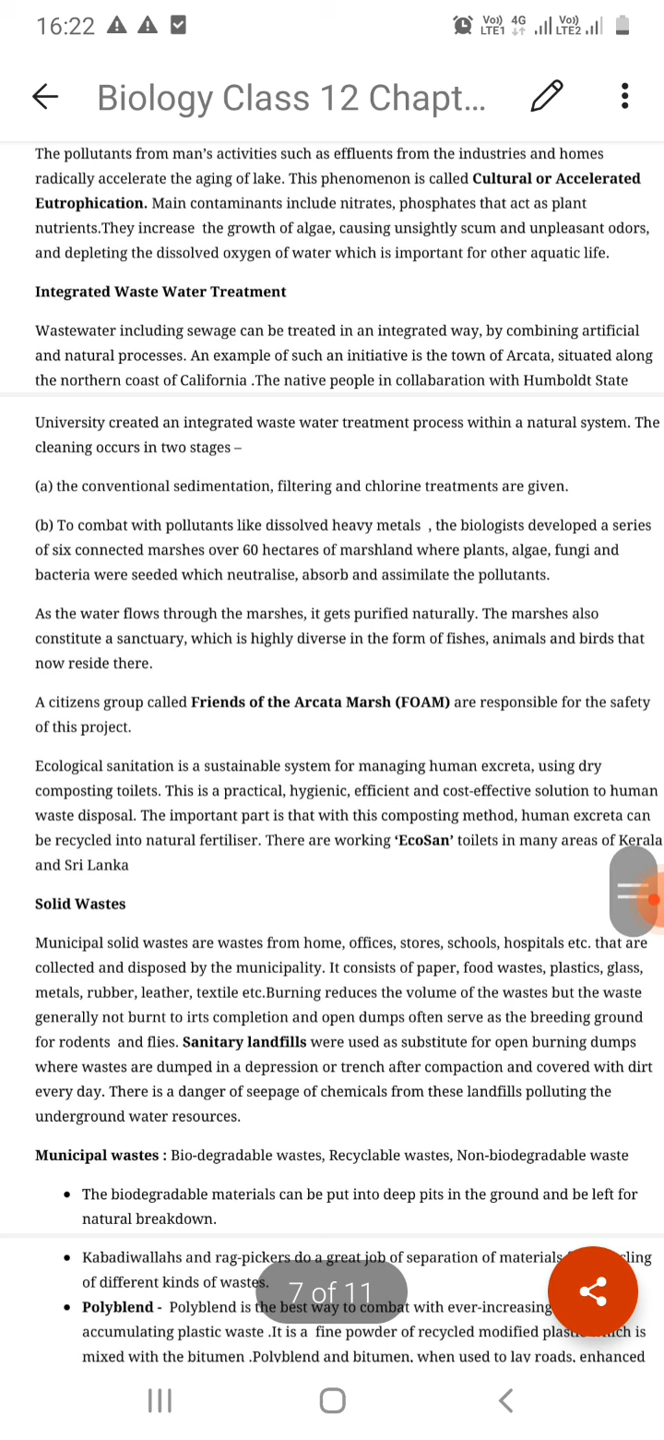 16:22
Vo)) 4G Vo))
LTE1 LTE2
Biology Class 12 Chapt...
The pollutants from man's activities such as effluents from the industries and homes
radically accelerate the aging of lake. This phenomenon is called Cultural or Accelerated
Eutrophication. Main contaminants include nitrates, phosphates that act as plant
nutrients.They increase the growth of algae, causing unsightly scum and unpleasant odors,
and depleting the dissolved oxygen of water which is important for other aquatic life.
Integrated Waste Water Treatment
Wastewater including sewage can be treated in an integrated way, by combining artificial
and natural processes. An example of such an initiative is the town of Arcata, situated along
the northern coast of California .The native people in collabaration with Humboldt State
University created an integrated waste water treatment process within a natural system. The
cleaning occurs in two stages –
(a) the conventional sedimentation, filtering and chlorine treatments are given.
(b) To combat with pollutants like dissolved heavy metals , the biologists developed a series
of six connected marshes over 60 hectares of marshland where plants, algae, fungi and
bacteria were seeded which neutralise, absorb and assimilate the pollutants.
As the water flows through the marshes, it gets purified naturally. The marshes also
constitute a sanctuary, which is highly diverse in the form of fishes, animals and birds that
now reside there.
A citizens group called Friends of the Arcata Marsh (FOAM) are responsible for the safety
of this project.
Ecological sanitation is a sustainable system for managing human excreta, using dry
composting toilets. This is a practical, hygienic, efficient and cost-effective solution to human
waste disposal. The important part is that with this composting method, human excreta can
be recycled into natural fertiliser. There are working ‘EcoSan’ toilets in many areas of Kerala
and Sri Lanka
Solid Wastes
Municipal solid wastes are wastes from home, offices, stores, schools, hospitals etc. that are
collected and disposed by the municipality. It consists of paper, food wastes, plastics, glass,
metals, rubber, leather, textile etc.Burning reduces the volume of the wastes but the waste
generally not burnt to irts completion and open dumps often serve as the breeding ground
for rodents and flies. Sanitary landfills were used as substitute for open burning dumps
where wastes are dumped in a depression or trench after compaction and covered with dirt
every day. There is a danger of seepage of chemicals from these landfills polluting the
underground water resources.
Municipal wastes : Bio-degradable wastes, Recyclable wastes, Non-biodegradable waste
• The biodegradable materials can be put into deep pits in the ground and be left for
natural breakdown.
• Kabadiwallahs and rag-pickers do a great job of separation of materials
of different kinds of wastes.
7 of 11
• Polyblend - Polyblend is the best way to combat with ever-increasing
accumulating plastic waste .It is a fine powder of recycled modified is
mixed with the bitumen .Polyblend and bitumen, when used to lay roads, enhanced